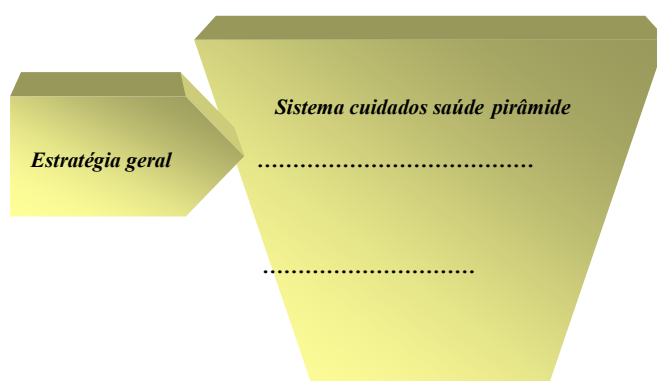 Sistema cuidados saúde pirâmide
Estratégia geral
.......................................
..............................